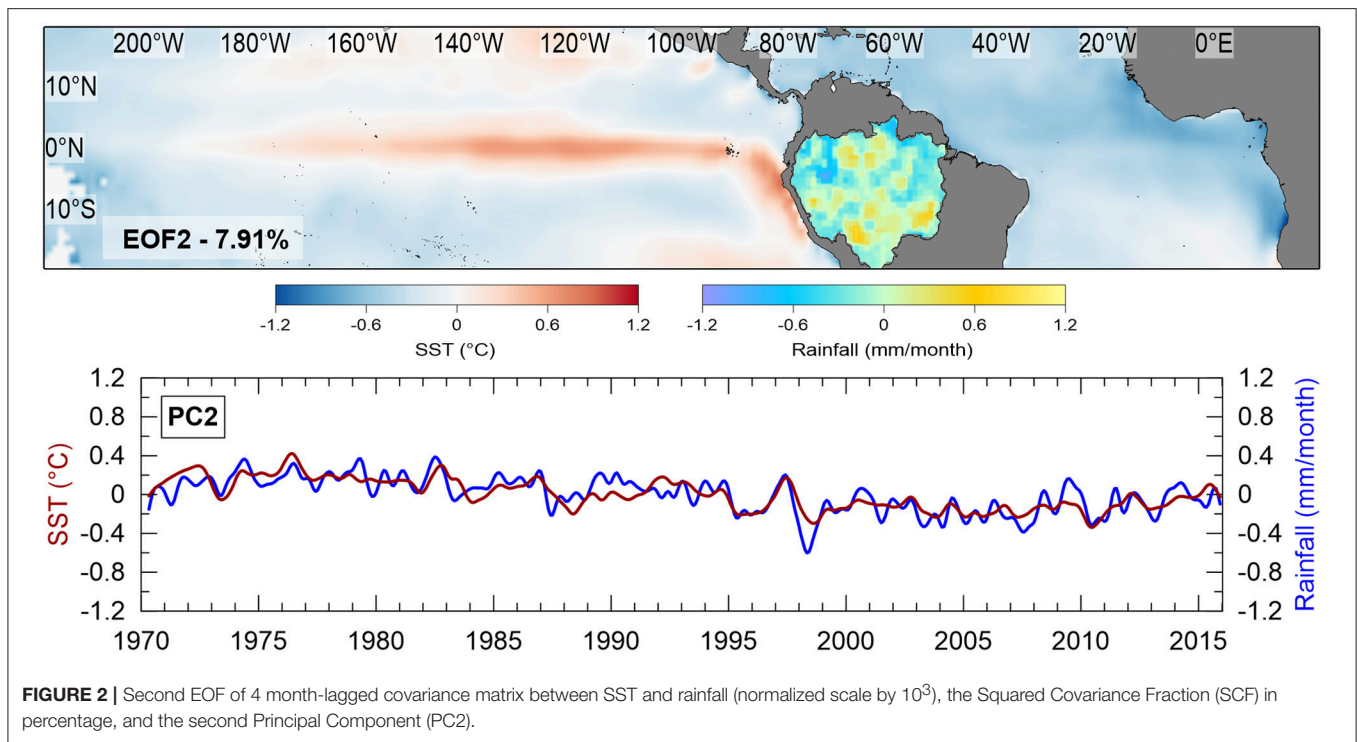 200°W 180°W 160°W 140°W 120°W 100°W 80°W 60°W 40°W 20°W 0°E
10°N
0°N
10°S
EOF2 - 7.91%
-1.2 -0.6 0 0.6 1.2
SST (°C)
-1.2 -0.6 0 0.6 1.2
Rainfall (mm/month)
PC2
SST (°C)
1.2
0.8
0.4
0
-0.4
-0.8
-1.2
1.2
0.8
0.4
0
-0.4
-0.8
-1.2
Rainfall (mm/month)
1970 1975 1980 1985 1990 1995 2000 2005 2010 2015
FIGURE 2 | Second EOF of 4 month-lagged covariance matrix between SST and rainfall (normalized scale by 10³), the Squared Covariance Fraction (SCF) in
percentage, and the second Principal Component (PC2).